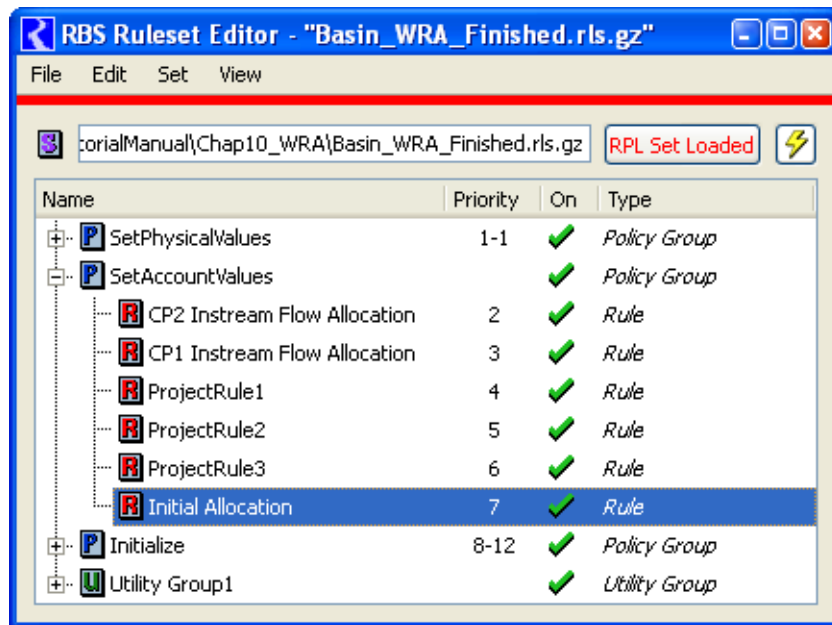 RBS Ruleset Editor - "Basin_WRA_Finished.rls.gz"
File Edit Set View
S :orialManual\Chap10_WRA\Basin_WRA_Finished.rls.gz RPL Set Loaded
Name Priority On Type
P SetPhysicalValues 1-1 Policy Group
P SetAccountValues Policy Group
R CP2 Instream Flow Allocation 2 Rule
R CP1 Instream Flow Allocation 3 Rule
R ProjectRule1 4 Rule
R ProjectRule2 5 Rule
R ProjectRule3 6 Rule
R Initial Allocation 7 Rule
P Initialize 8-12 Policy Group
U Utility Group1 Utility Group